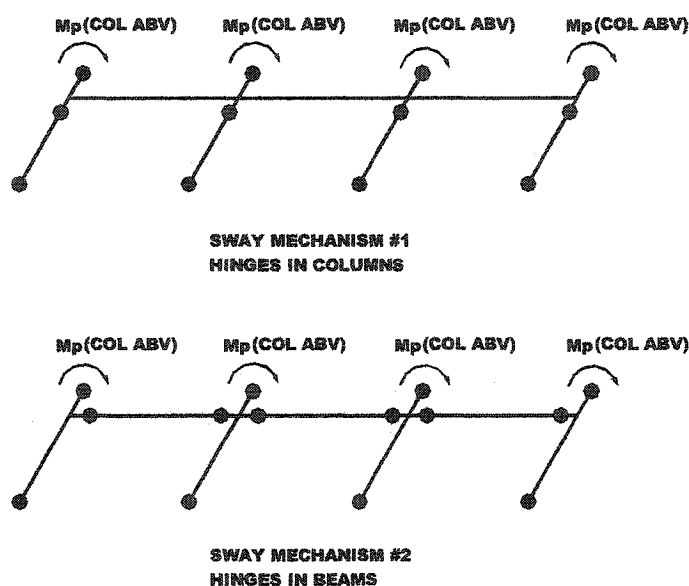 Mp(COL ABV) Mp(COL ABV) Mp(COL ABV) Mp(COL ABV)
SWAY MECHANISM #1
HINGES IN COLUMNS
Mp(COL ABV) Mp(COL ABV) Mp(COL ABV) Mp(COL ABV)
SWAY MECHANISM #2
HINGES IN BEAMS